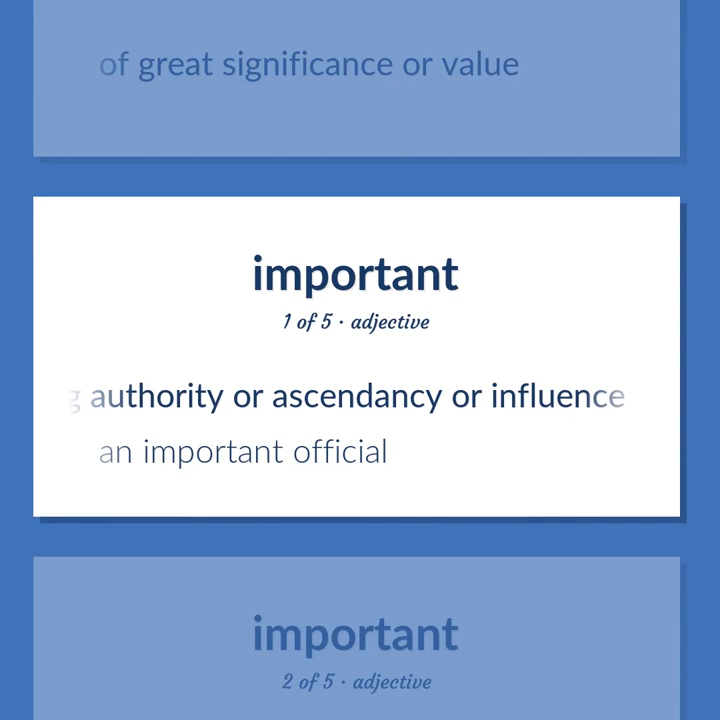 of great significance or value
important
1 of 5 · adjective
authority or ascendancy or influence
an important official
important
2 of 5 · adjective